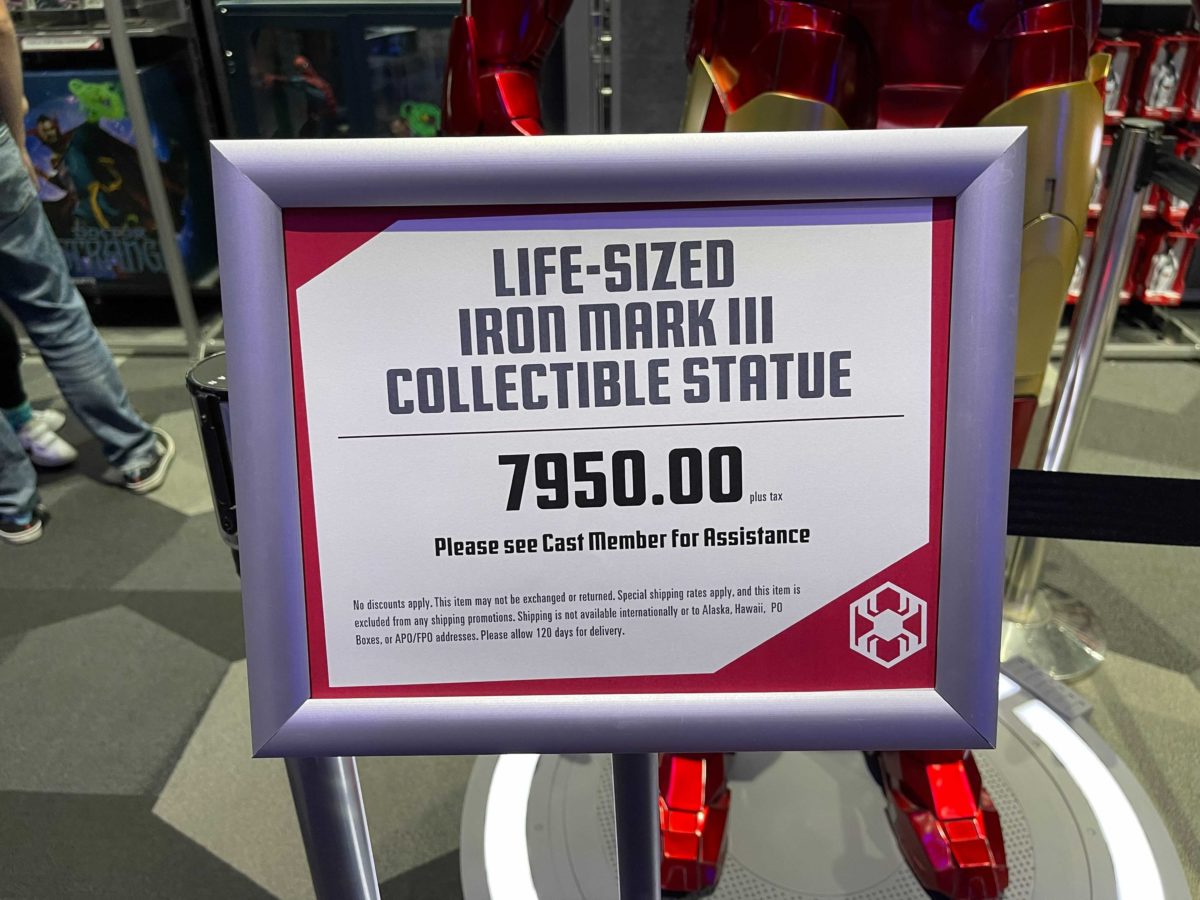 LIFE-SIZED
IRON MARK III
COLLECTIBLE STATUE
7950.00 plus tax
Please see Cast Member for Assistance
No discounts apply. This item may not be exchanged or returned. Special shipping rates apply, and this item is
excluded from any shipping promotions. Shipping is not available internationally or to Alaska, Hawaii, PO
Boxes, or APO/FPO addresses. Please allow 120 days for delivery.